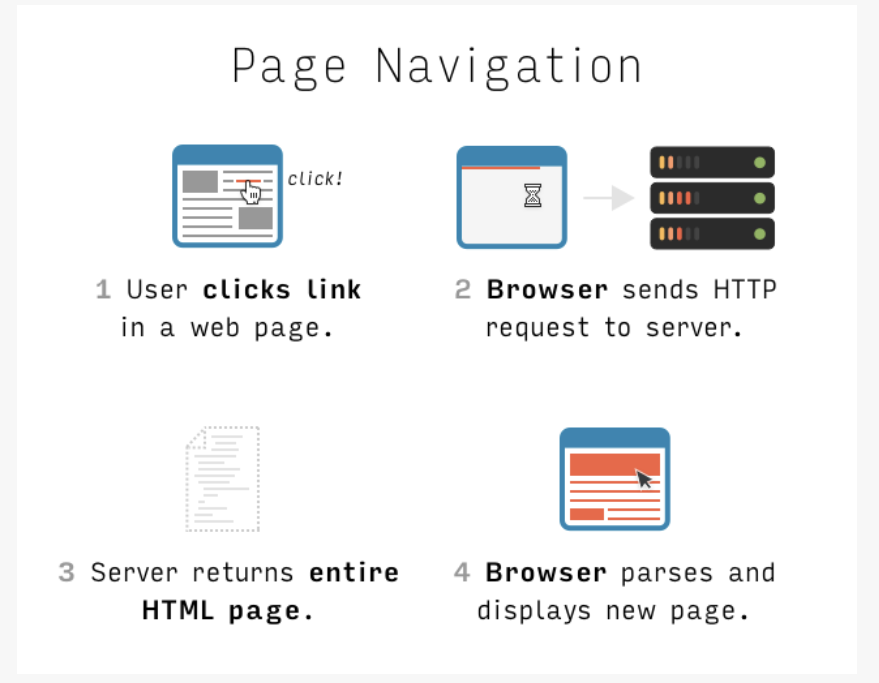 Page Navigation
click!
1 User clicks link
in a web page.
2 Browser sends HTTP
request to server.
3 Server returns entire
HTML page.
4 Browser parses and
displays new page.